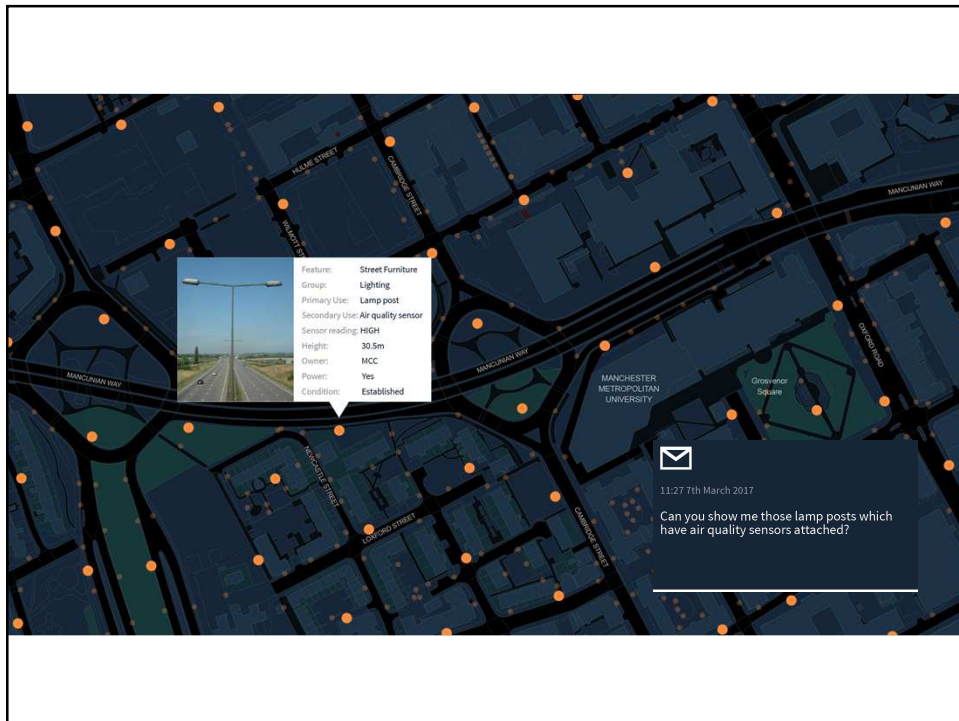 HULME STREET
CAMBRIDGE STREET
MANCUNIAN WAY
Feature: Street Furniture
Group: Lighting
Primary Use: Lamp post
Secondary Use: Air quality sensor
Sensor reading: HIGH
Height: 30.5m
Owner: MCC
Power: Yes
Condition: Established
MANCUNIAN WAY
MANCUNIAN WAY
OXFORD ROAD
MANCHESTER
METROPOLITAN
UNIVERSITY
Grosvenor
Square
NEWCASTLE STREET
LOXFORD STREET
CAMBRIDGE STREET
11:27 7th March 2017
Can you show me those lamp posts which
have air quality sensors attached?